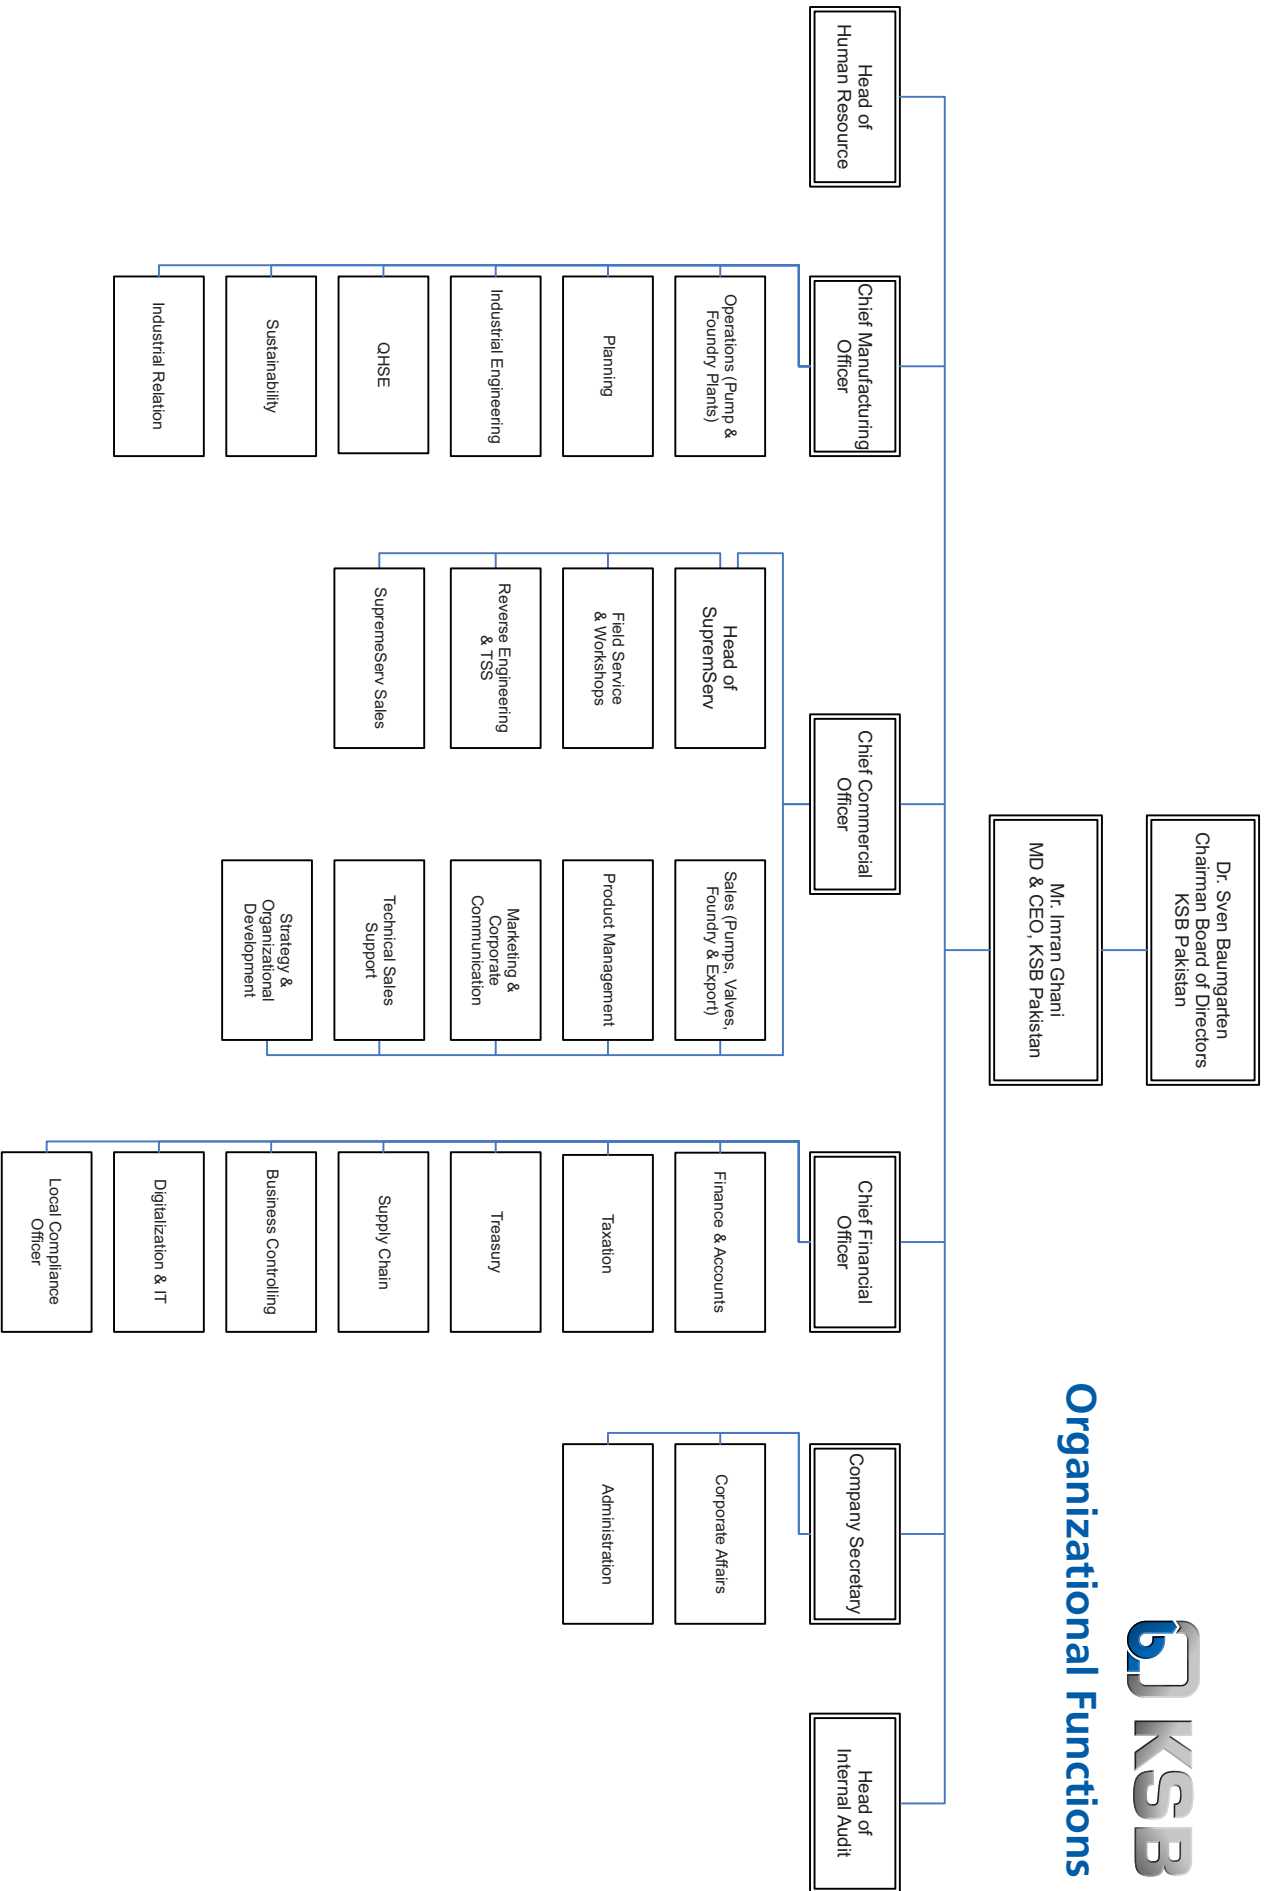 KSB
Organizational Functions
Dr. Sven Baumgarten
Chairman Board of Directors
KSB Pakistan
Mr. Imran Ghani
MD & CEO, KSB Pakistan
Head of
Human Resource
Chief Manufacturing
Officer
Chief Commercial
Officer
Chief Financial
Officer
Company Secretary
Head of
Internal Audit
Operations (Pump &
Foundry Plants)
Planning
Industrial Engineering
QHSE
Sustainability
Industrial Relation
Head of
SupremServ
Field Service
& Workshops
Reverse Engineering
& TSS
SupremeServ Sales
Sales (Pumps, Valves,
Foundry & Export)
Product Management
Marketing &
Corporate
Communication
Technical Sales
Support
Strategy &
Organizational
Development
Finance & Accounts
Taxation
Treasury
Supply Chain
Business Controlling
Digitalization & IT
Local Compliance
Officer
Corporate Affairs
Administration